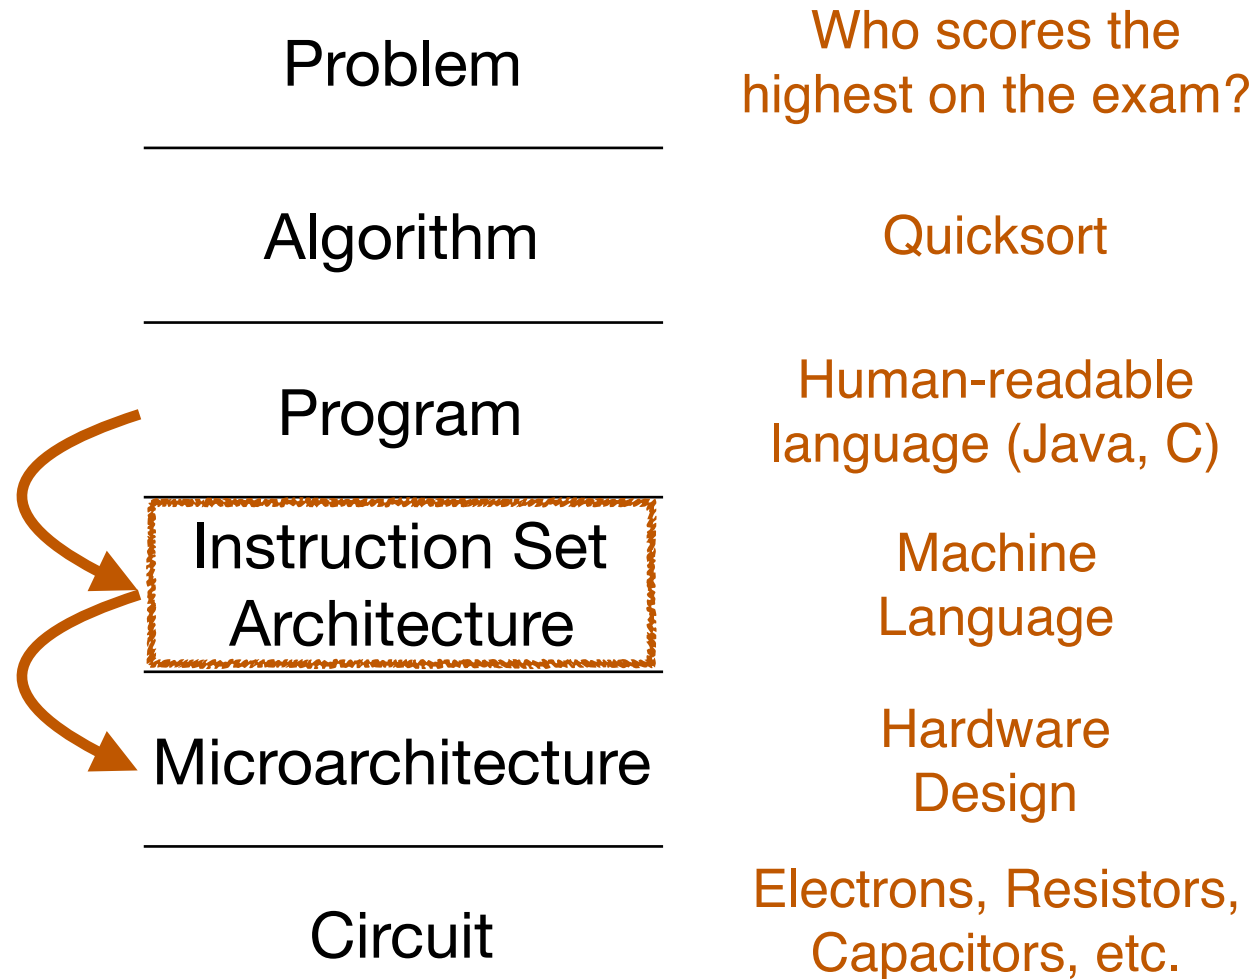 Problem
Who scores the
highest on the exam?
Algorithm
Quicksort
Program
Human-readable
language (Java, C)
Instruction Set
Architecture
Machine
Language
Microarchitecture
Hardware
Design
Circuit
Electrons, Resistors,
Capacitors, etc.